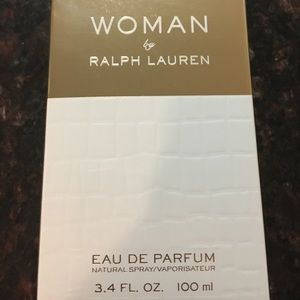 WOMAN
by
RALPH LAUREN
EAU DE PARFUM
NATURAL SPRAY/VAPORISATEUR
3.4 FL. OZ. 100 ml